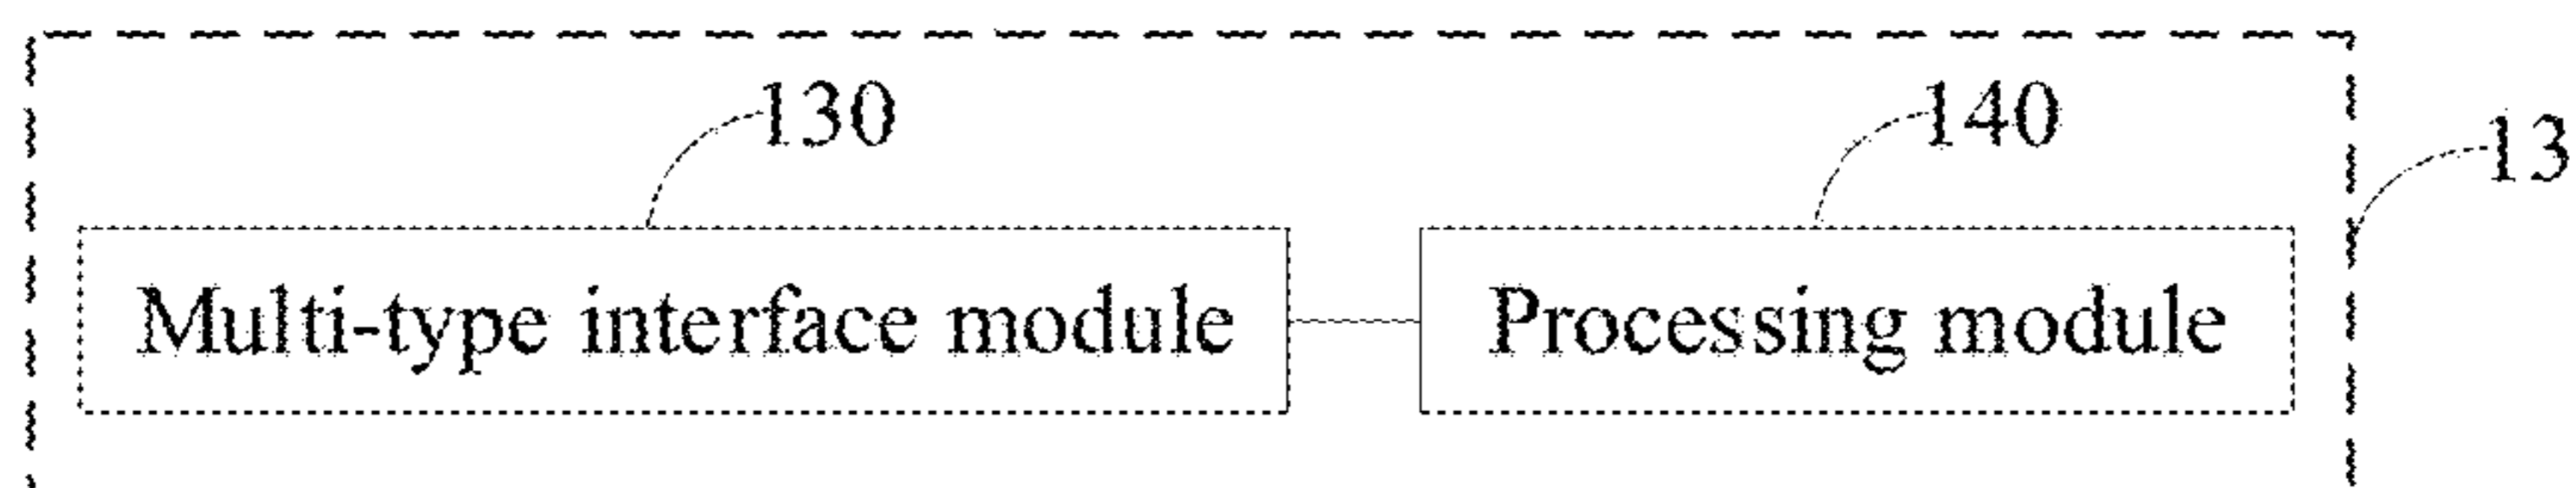 130
140
13
Multi-type interface module
Processing module